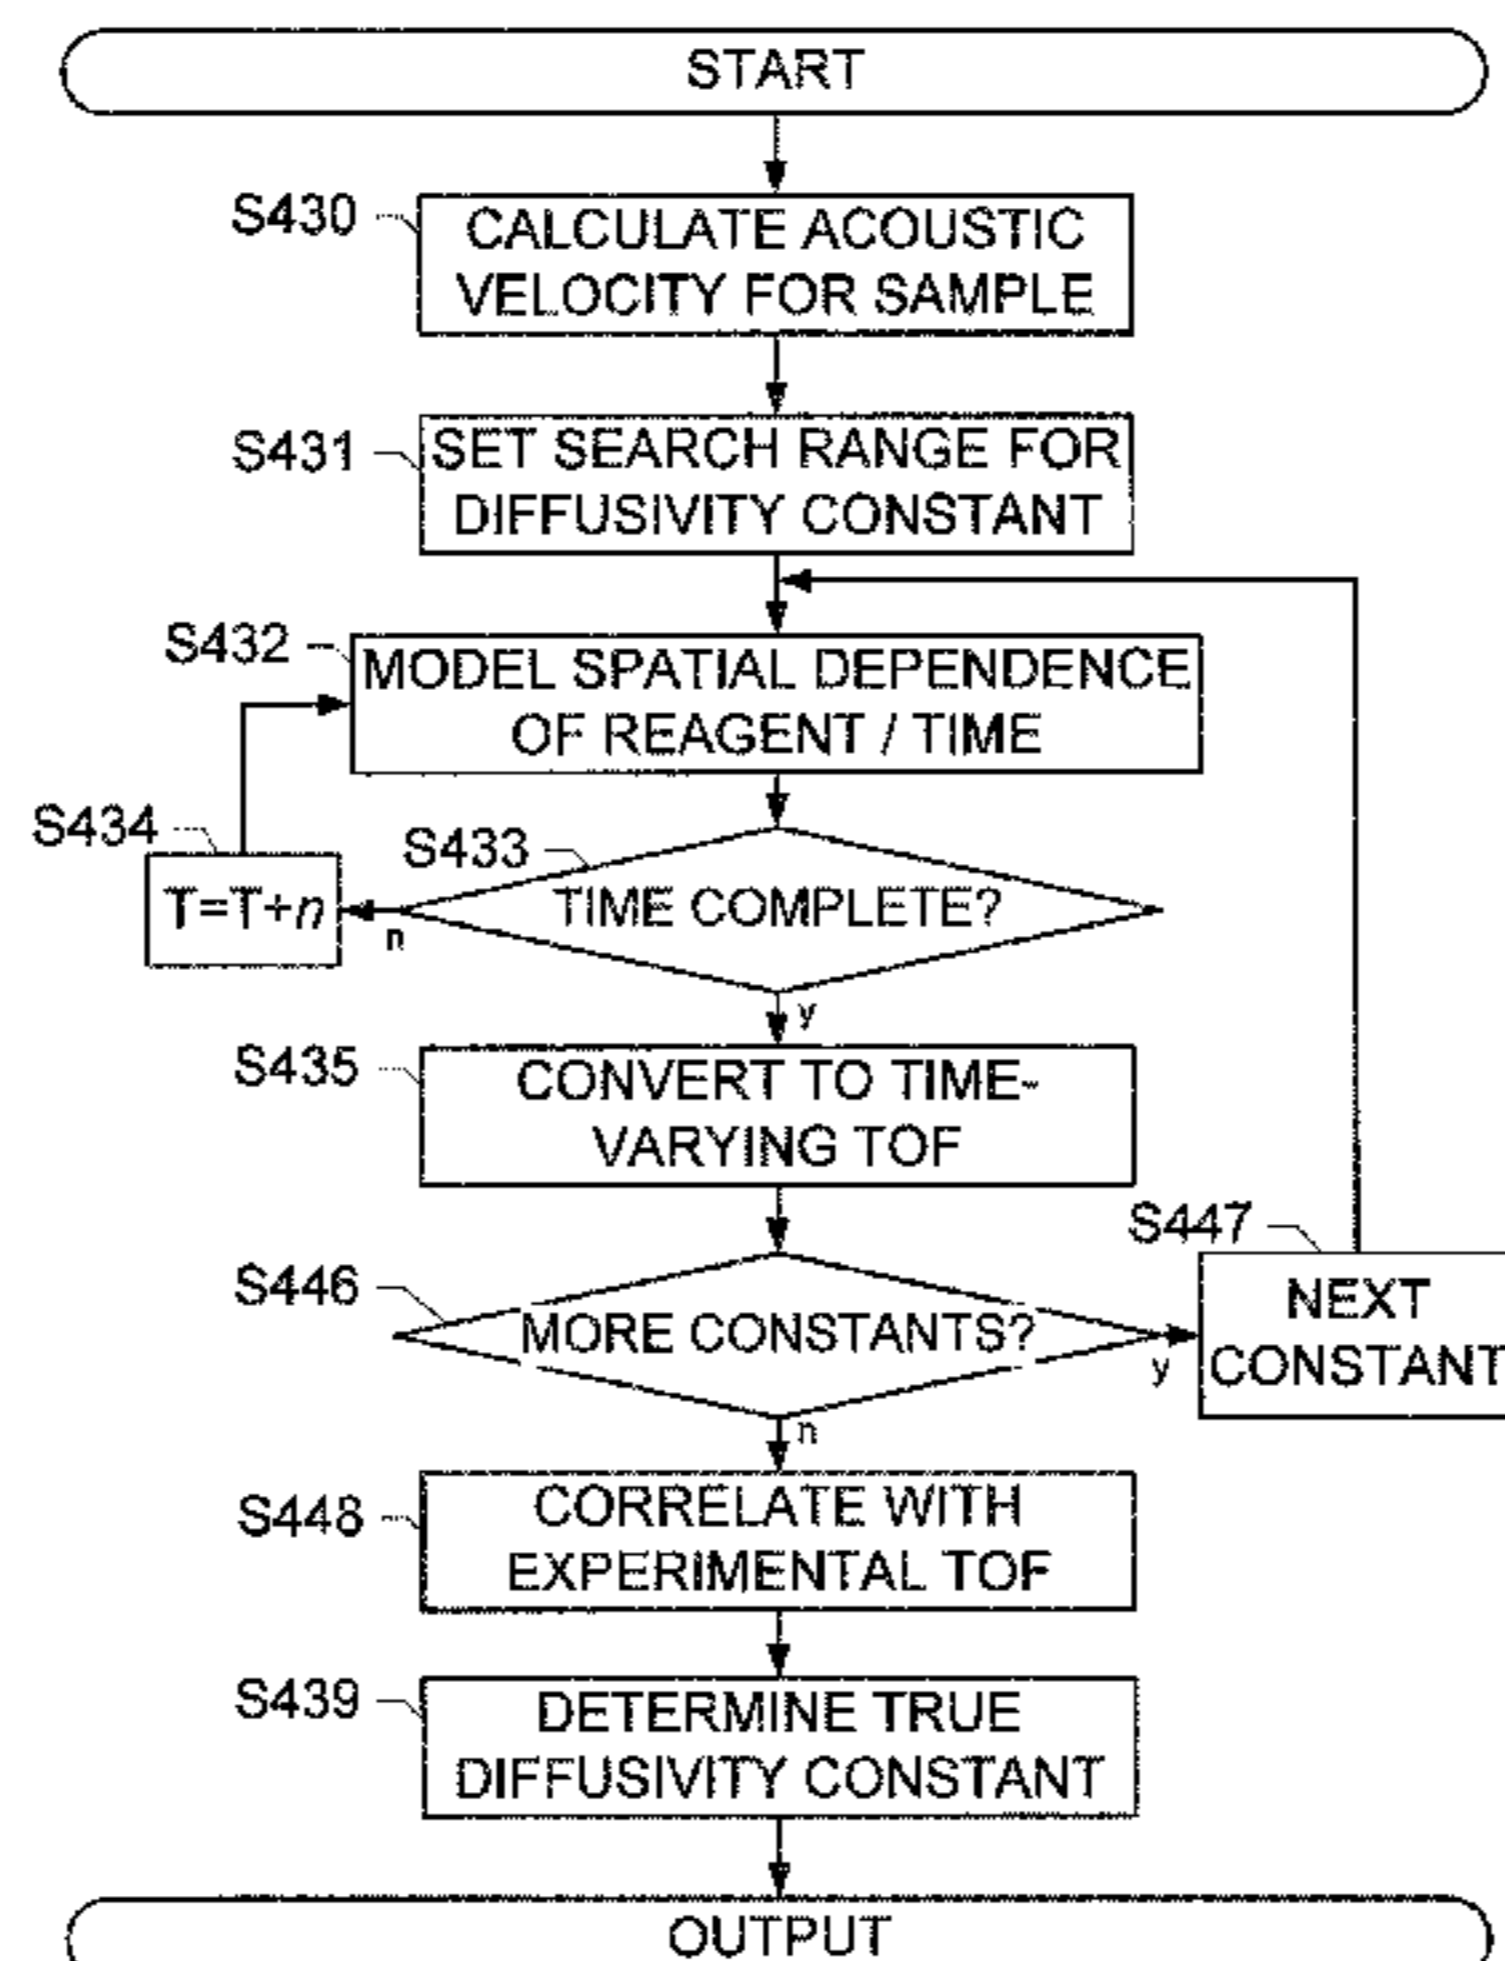 START
S430
CALCULATE ACOUSTIC
VELOCITY FOR SAMPLE
S431
SET SEARCH RANGE FOR
DIFFUSIVITY CONSTANT
S432
MODEL SPATIAL DEPENDENCE
OF REAGENT / TIME
S434
T=T+n
S433
TIME COMPLETE?
n
y
S435
CONVERT TO TIME-
VARYING TOF
S447
NEXT
CONSTANT
S446
MORE CONSTANTS?
y
n
S448
CORRELATE WITH
EXPERIMENTAL TOF
S439
DETERMINE TRUE
DIFFUSIVITY CONSTANT
OUTPUT